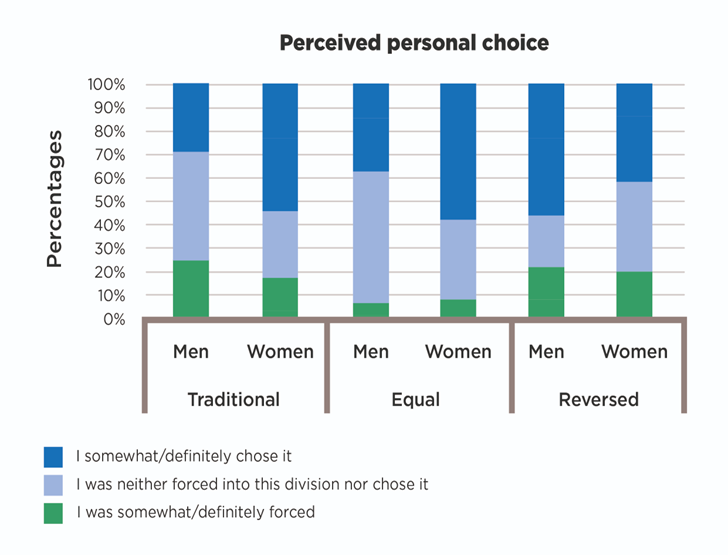 Perceived personal choice
Percentages
100%
90%
80%
70%
60%
50%
40%
30%
20%
10%
0%
Men Women Men Women Men Women
Traditional Equal Reversed
I somewhat/definitely chose it
I was neither forced into this division nor chose it
I was somewhat/definitely forced